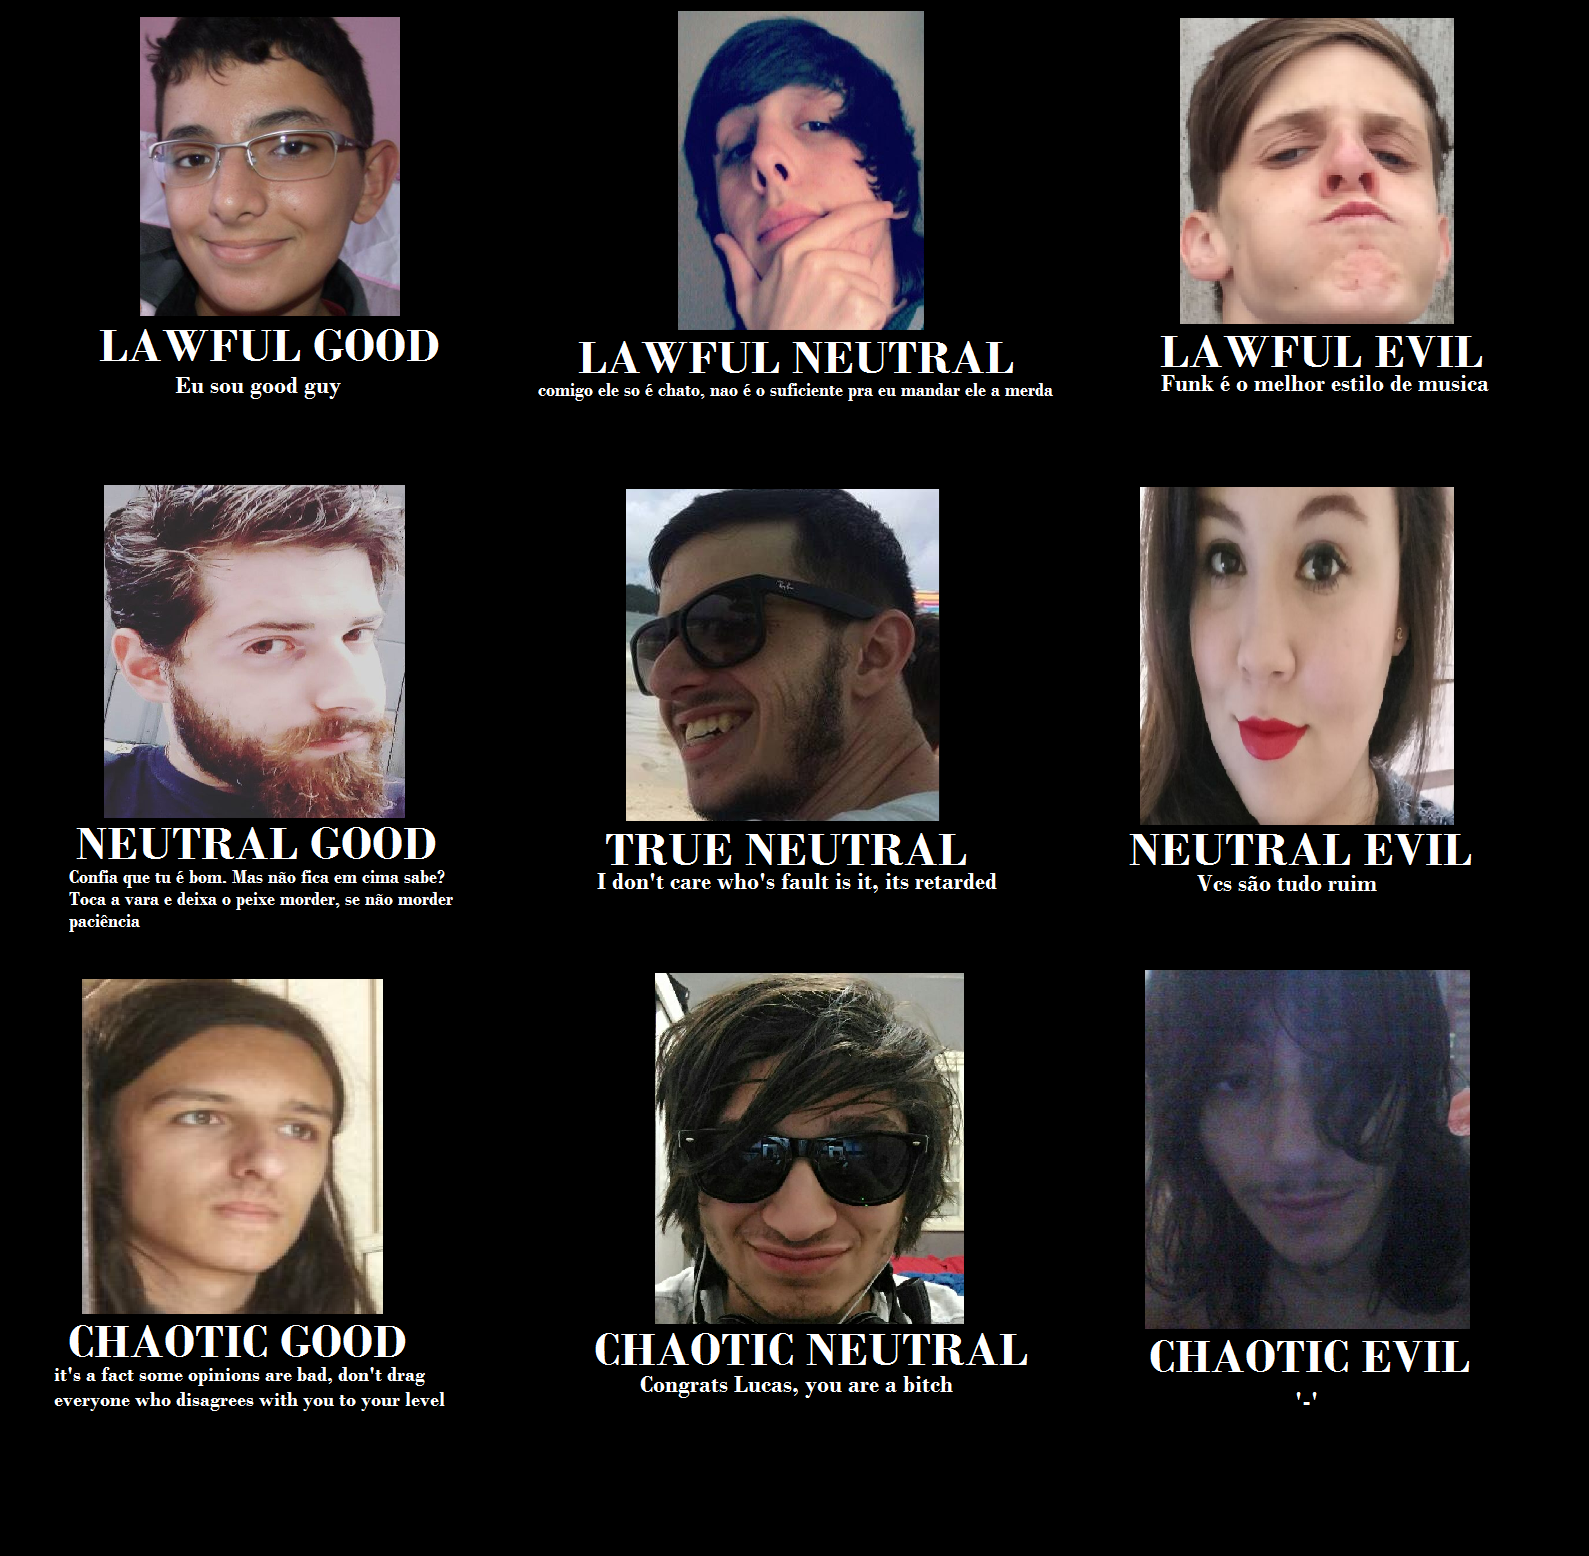 LAWFUL GOOD
Eu sou good guy
LAWFUL NEUTRAL
comigo ele so é chato, nao é o suficiente pra eu mandar ele a merda
LAWFUL EVIL
Funk é o melhor estilo de musica
Ray-Ban
NEUTRAL GOOD
Confia que tu é bom. Mas não fica em cima sabe?
Toca a vara e deixa o peixe morder, se não morder
paciência
TRUE NEUTRAL
I don't care who's fault is it, its retarded
NEUTRAL EVIL
Vcs são tudo ruim
CHAOTIC GOOD
it's a fact some opinions are bad, don't drag
everyone who disagrees with you to your level
CHAOTIC NEUTRAL
Congrats Lucas, you are a bitch
CHAOTIC EVIL
'-'